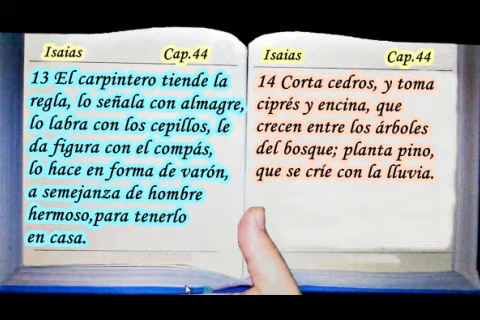 Isaias Cap.44
13 El carpintero tiende la
regla, lo señala con almagre,
lo labra con los cepillos, le
da figura con el compás,
lo hace en forma de varón,
a semejanza de hombre
hermoso,para tenerlo
en casa.
Isaias Cap.44
14 Corta cedros, y toma
ciprés y encina, que
crecen entre los árboles
del bosque; planta pino,
que se críe con la lluvia.